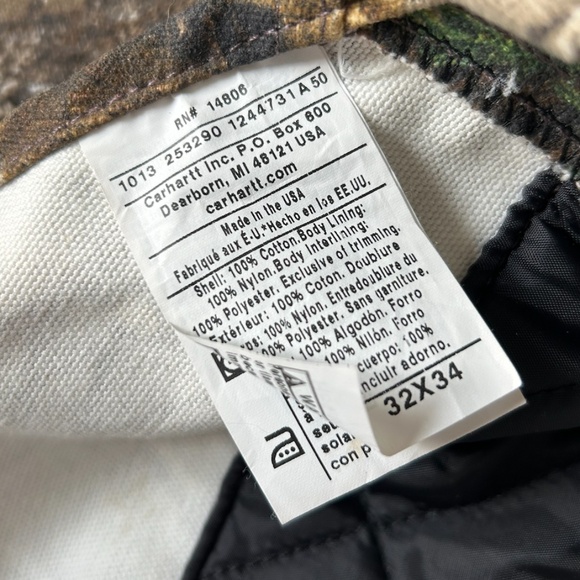 RN# 14806
1013 253290 1244731 A 50
Carhartt Inc. P.O. Box 600
Dearborn, MI 48121 USA
carhartt.com
Made in the USA
Fabriqué aux É-U*Hecho en los EE.UU.
Shell: 100% Cotton.Body Lining:
100% Nylon.Body Interlining:
100% Polyester. Exclusive of trimming.
Extérieur: 100% Coton. Doublure
100% Nylon. Entredoublure du
Polyester. Sans garniture.
100% Algodón. Forro
100% Nilón. Forro
cuerpo: 100%
adorno.
32X34
con